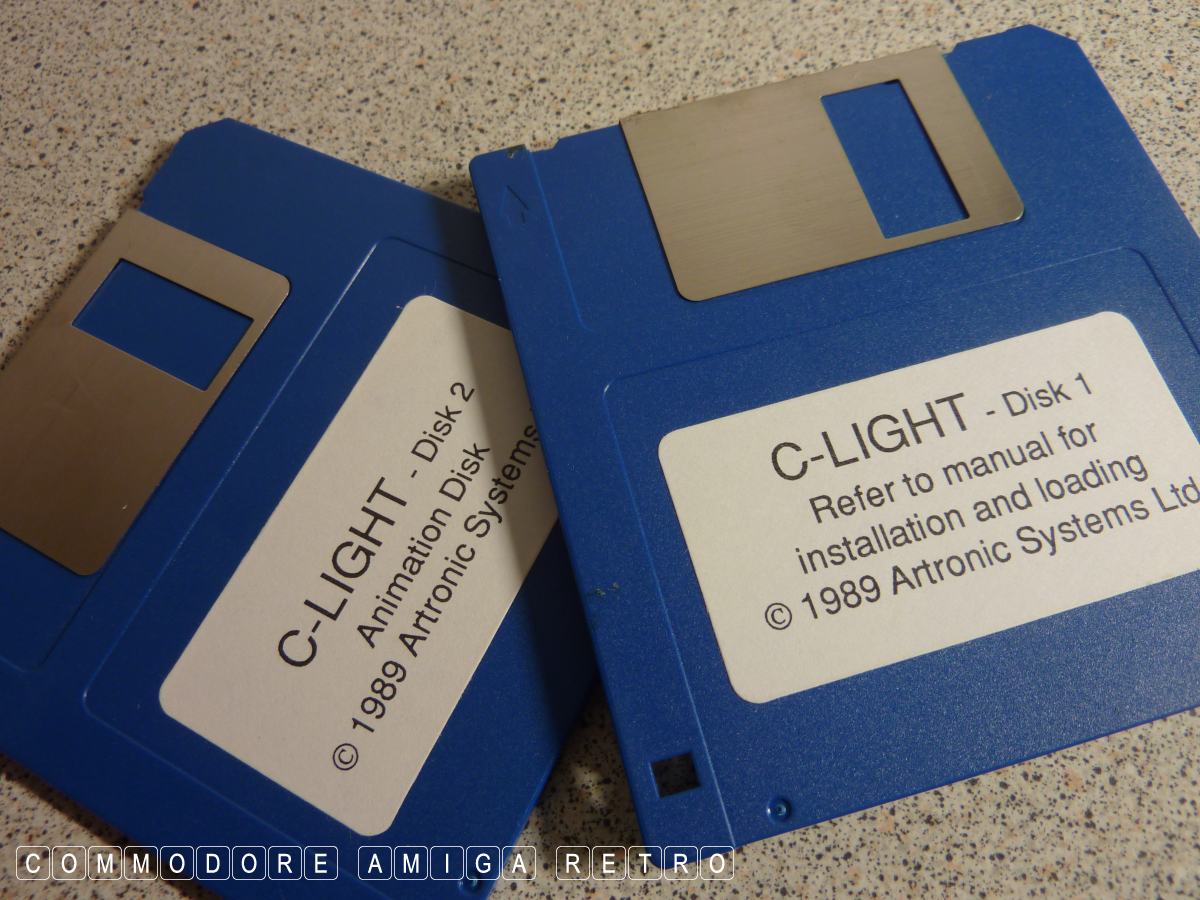 C-LIGHT - Disk 2
Animation Disk
© 1989 Artronic Systems
C-LIGHT - Disk 1
Refer to manual for
installation and loading
© 1989 Artronic Systems Ltd
COMMODORE AMIGA RETRO